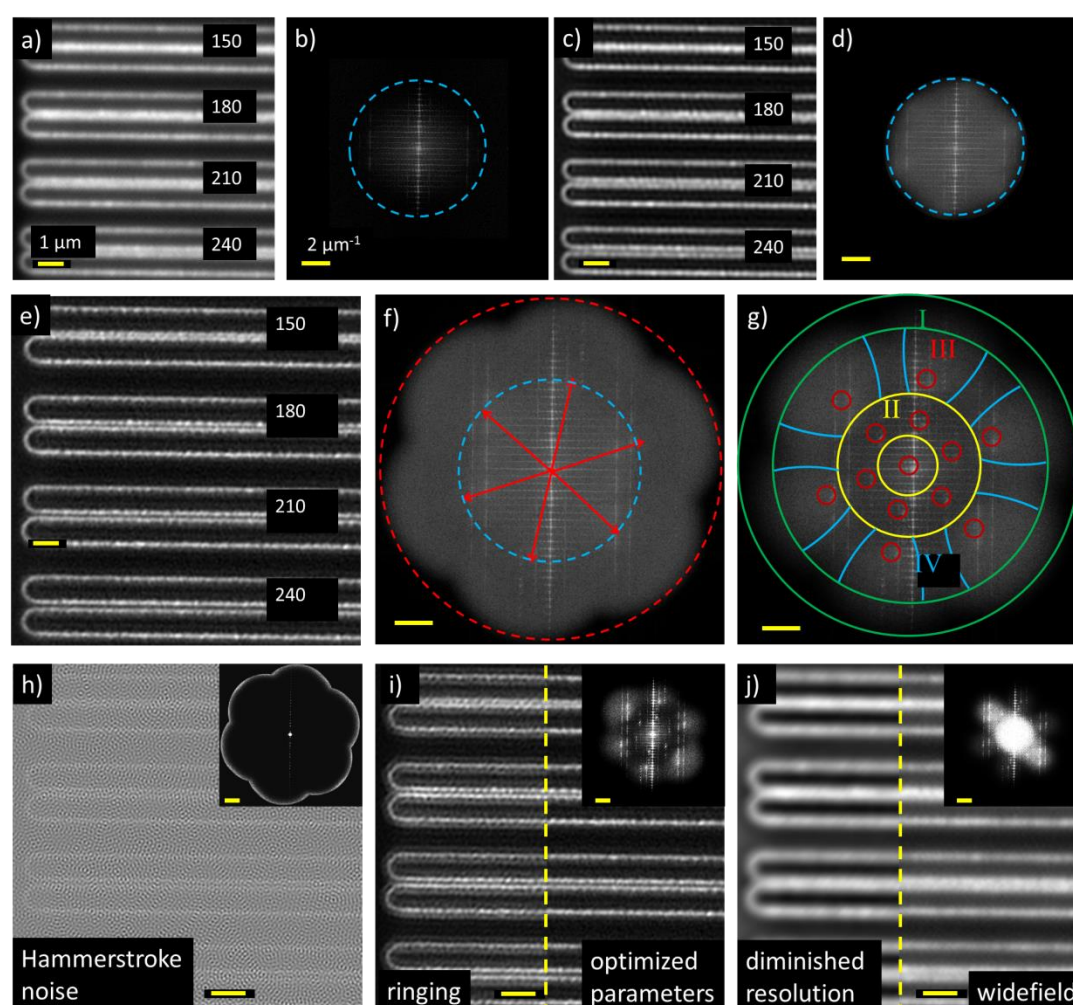 a)
150
180
210
240
1 µm
b)
2 µm⁻¹
c)
150
180
210
240
d)
e)
150
180
210
240
f)
g)
I
II
III
IV
h)
Hammerstroke
noise
i)
ringing
optimized
parameters
j)
diminished
resolution
widefield